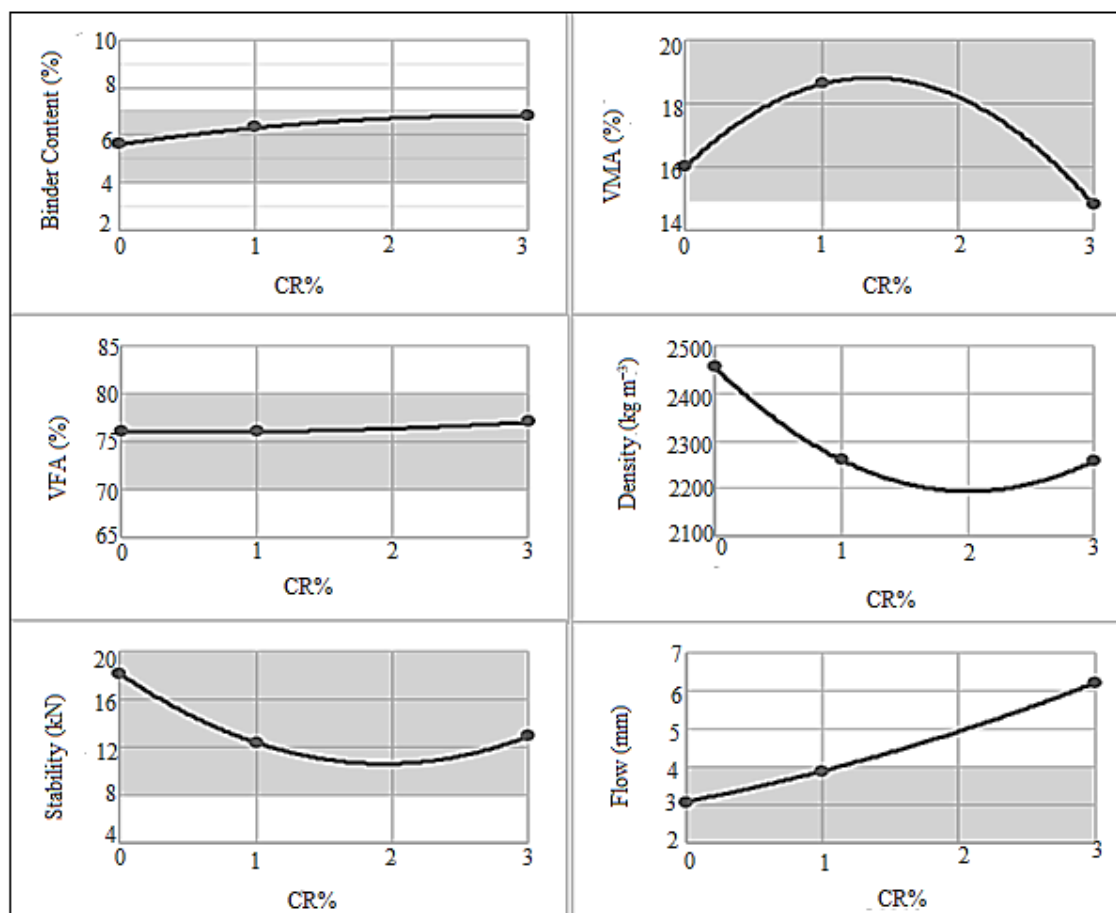 Binder Content (%)
10
8
6
4
2
0 1 2 3
CR%
VMA (%)
20
18
16
14
0 1 2 3
CR%
VFA (%)
85
80
75
70
65
0 1 2 3
CR%
Density (kg m⁻³)
2500
2400
2300
2200
2100
0 1 2 3
CR%
Stability (kN)
20
16
12
8
4
0 1 2 3
CR%
Flow (mm)
7
6
5
4
3
2
0 1 2 3
CR%